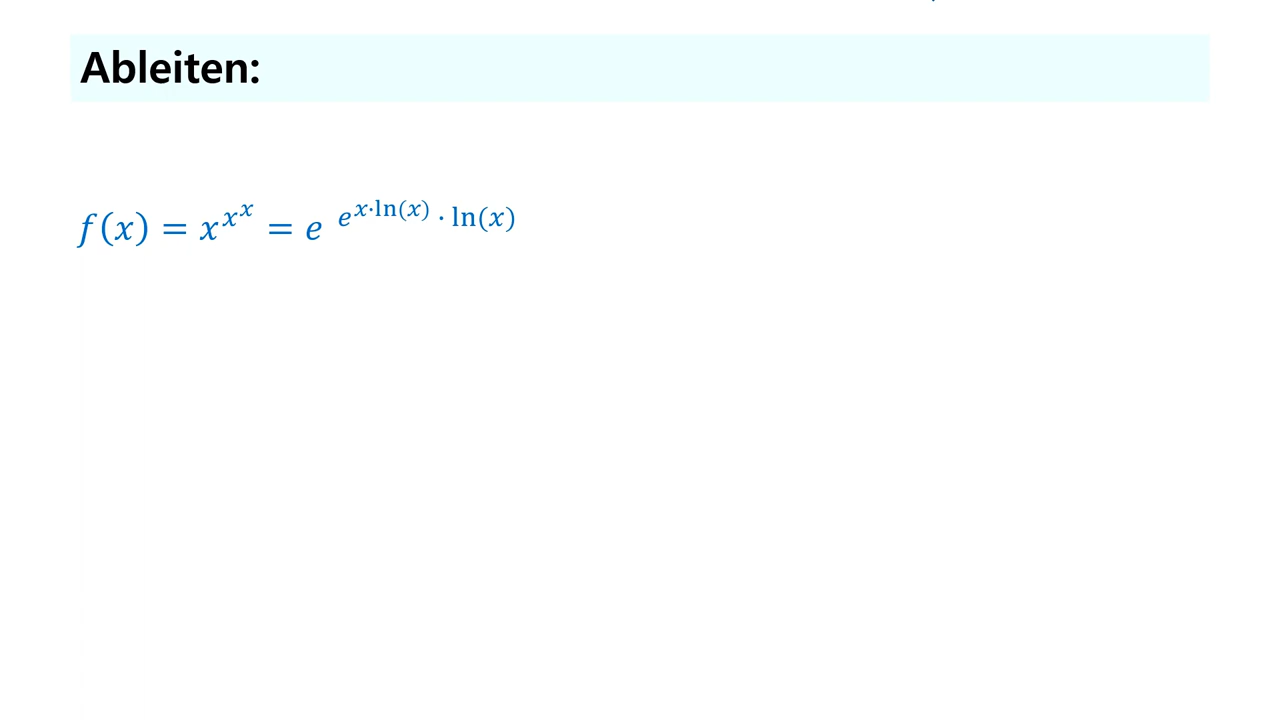 Ableiten:
f(x) = x^{x^x} = e^{e^{x·ln(x)} · ln(x)}